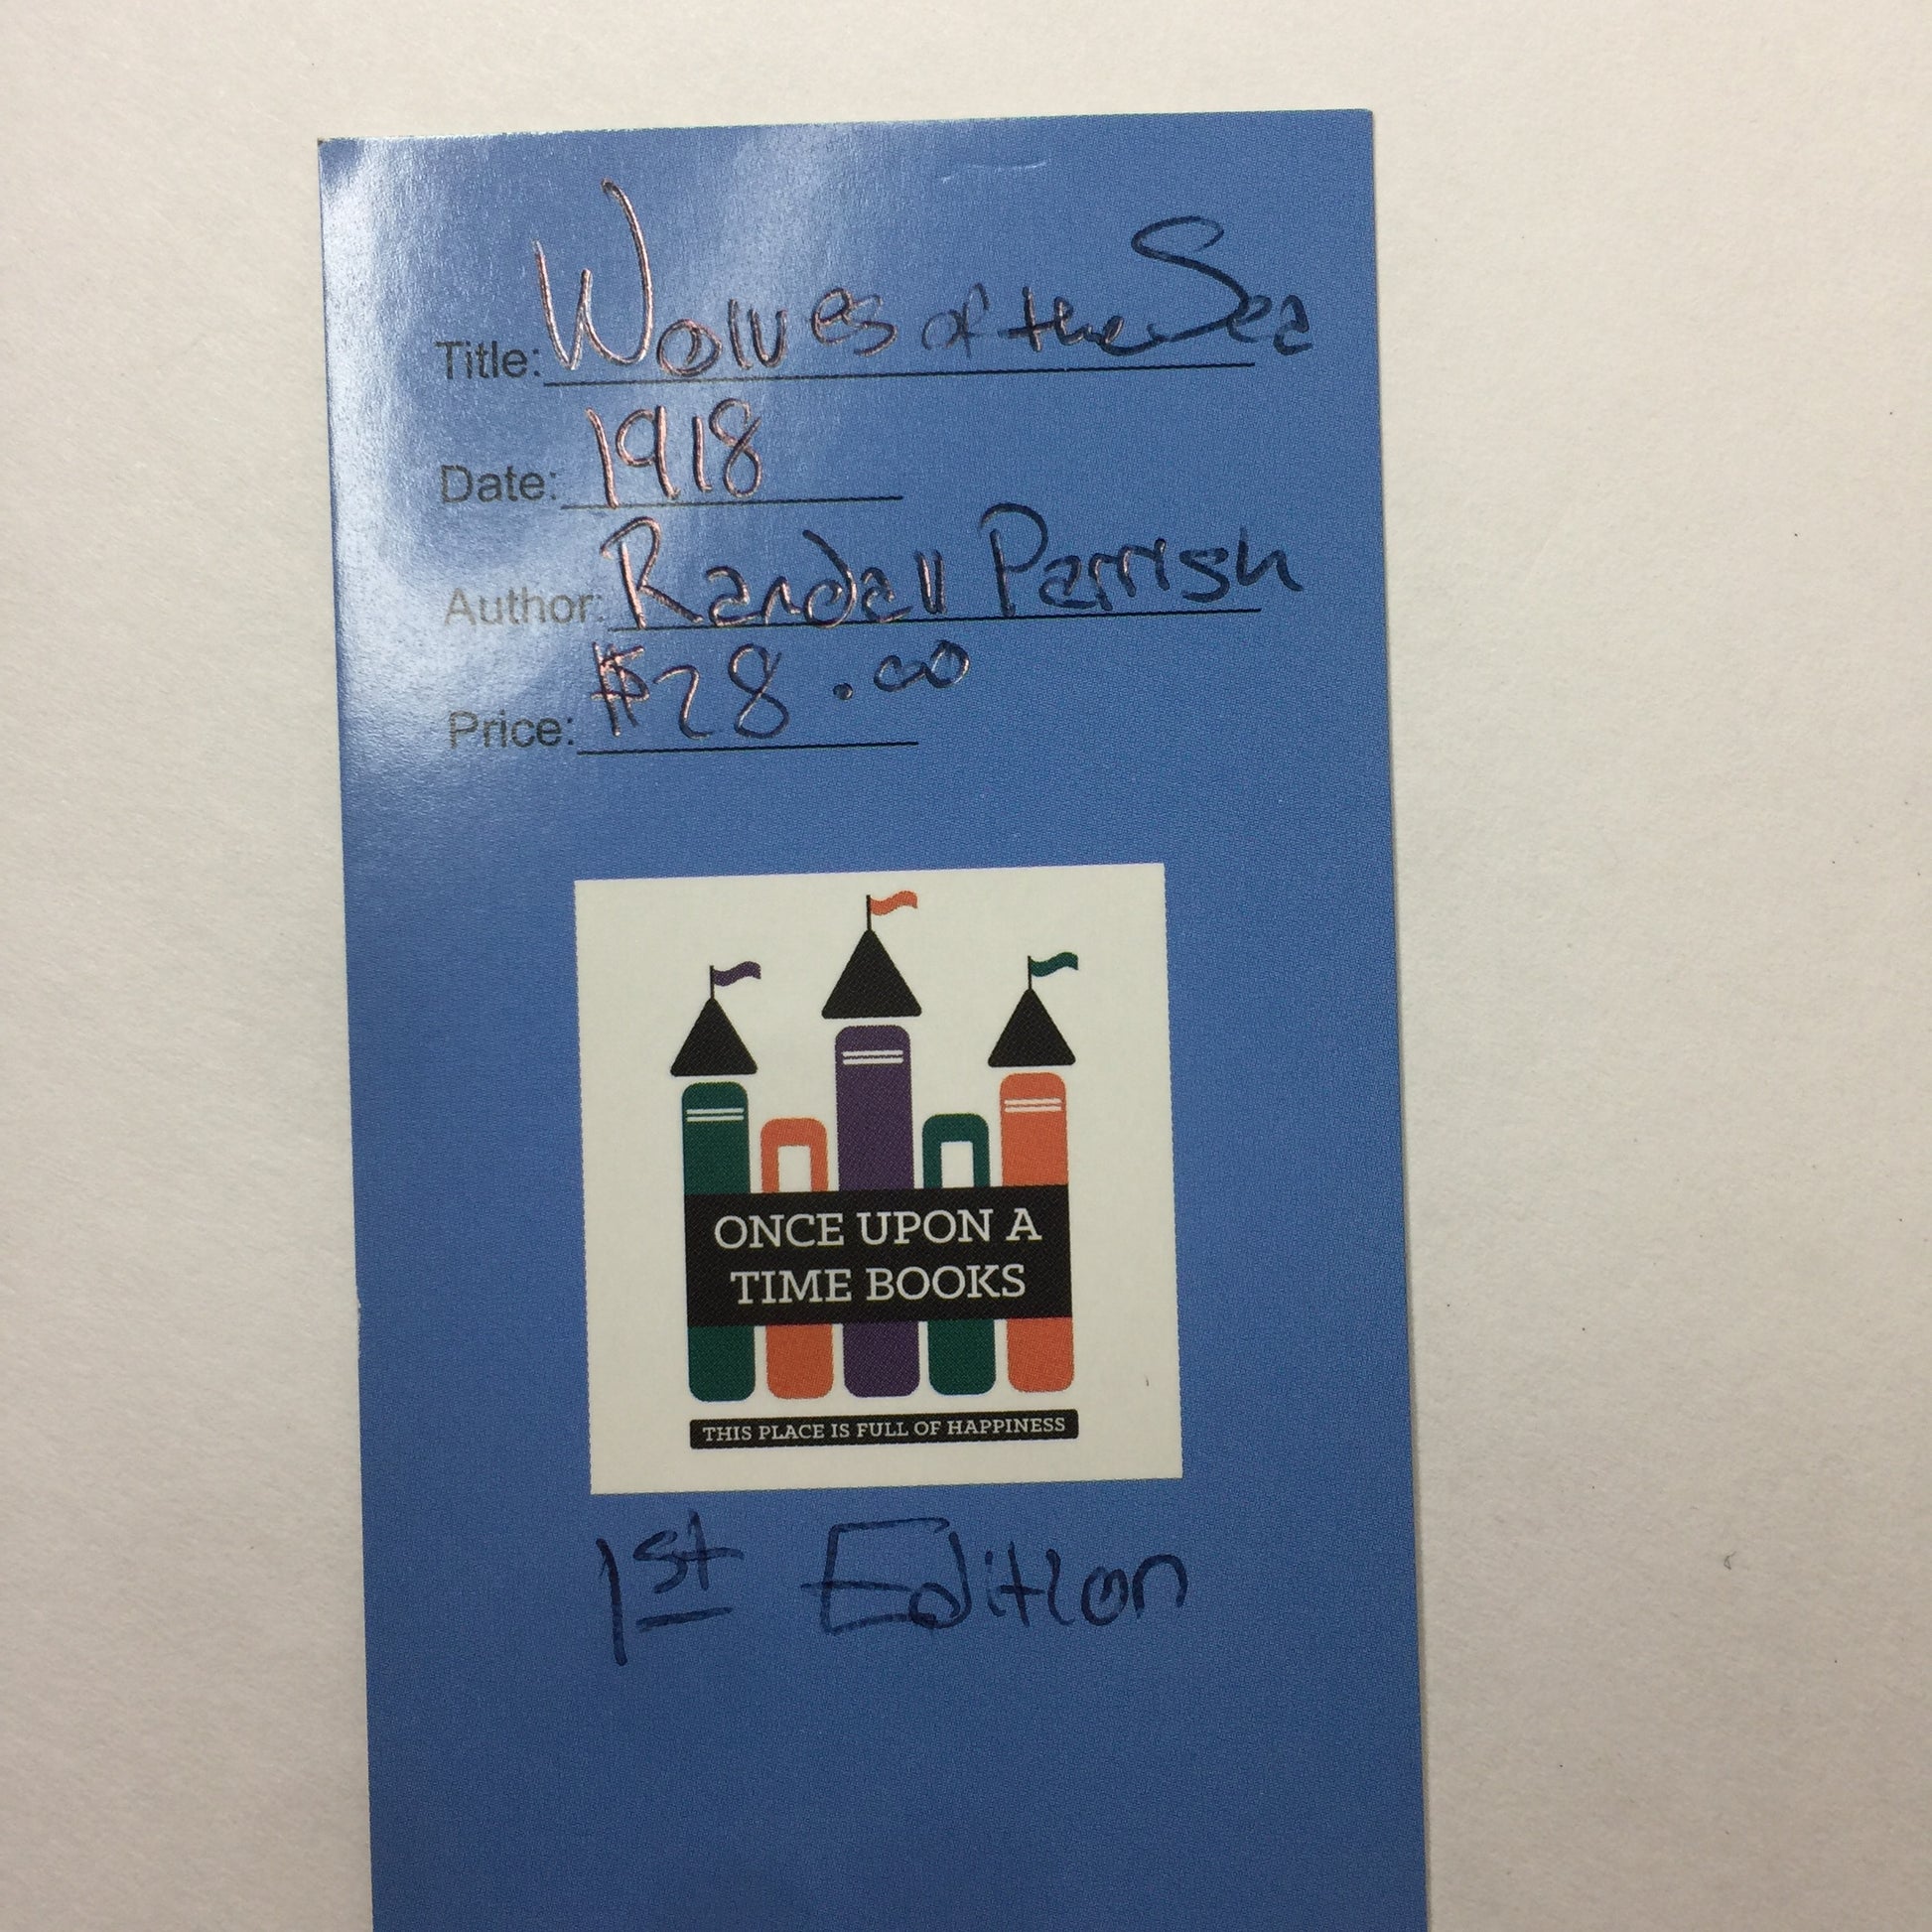 Title: Wolves of the Sea
Date: 1918
Author: Randall Parrish
Price: $28.00
ONCE UPON A
TIME BOOKS
THIS PLACE IS FULL OF HAPPINESS
1st Edition